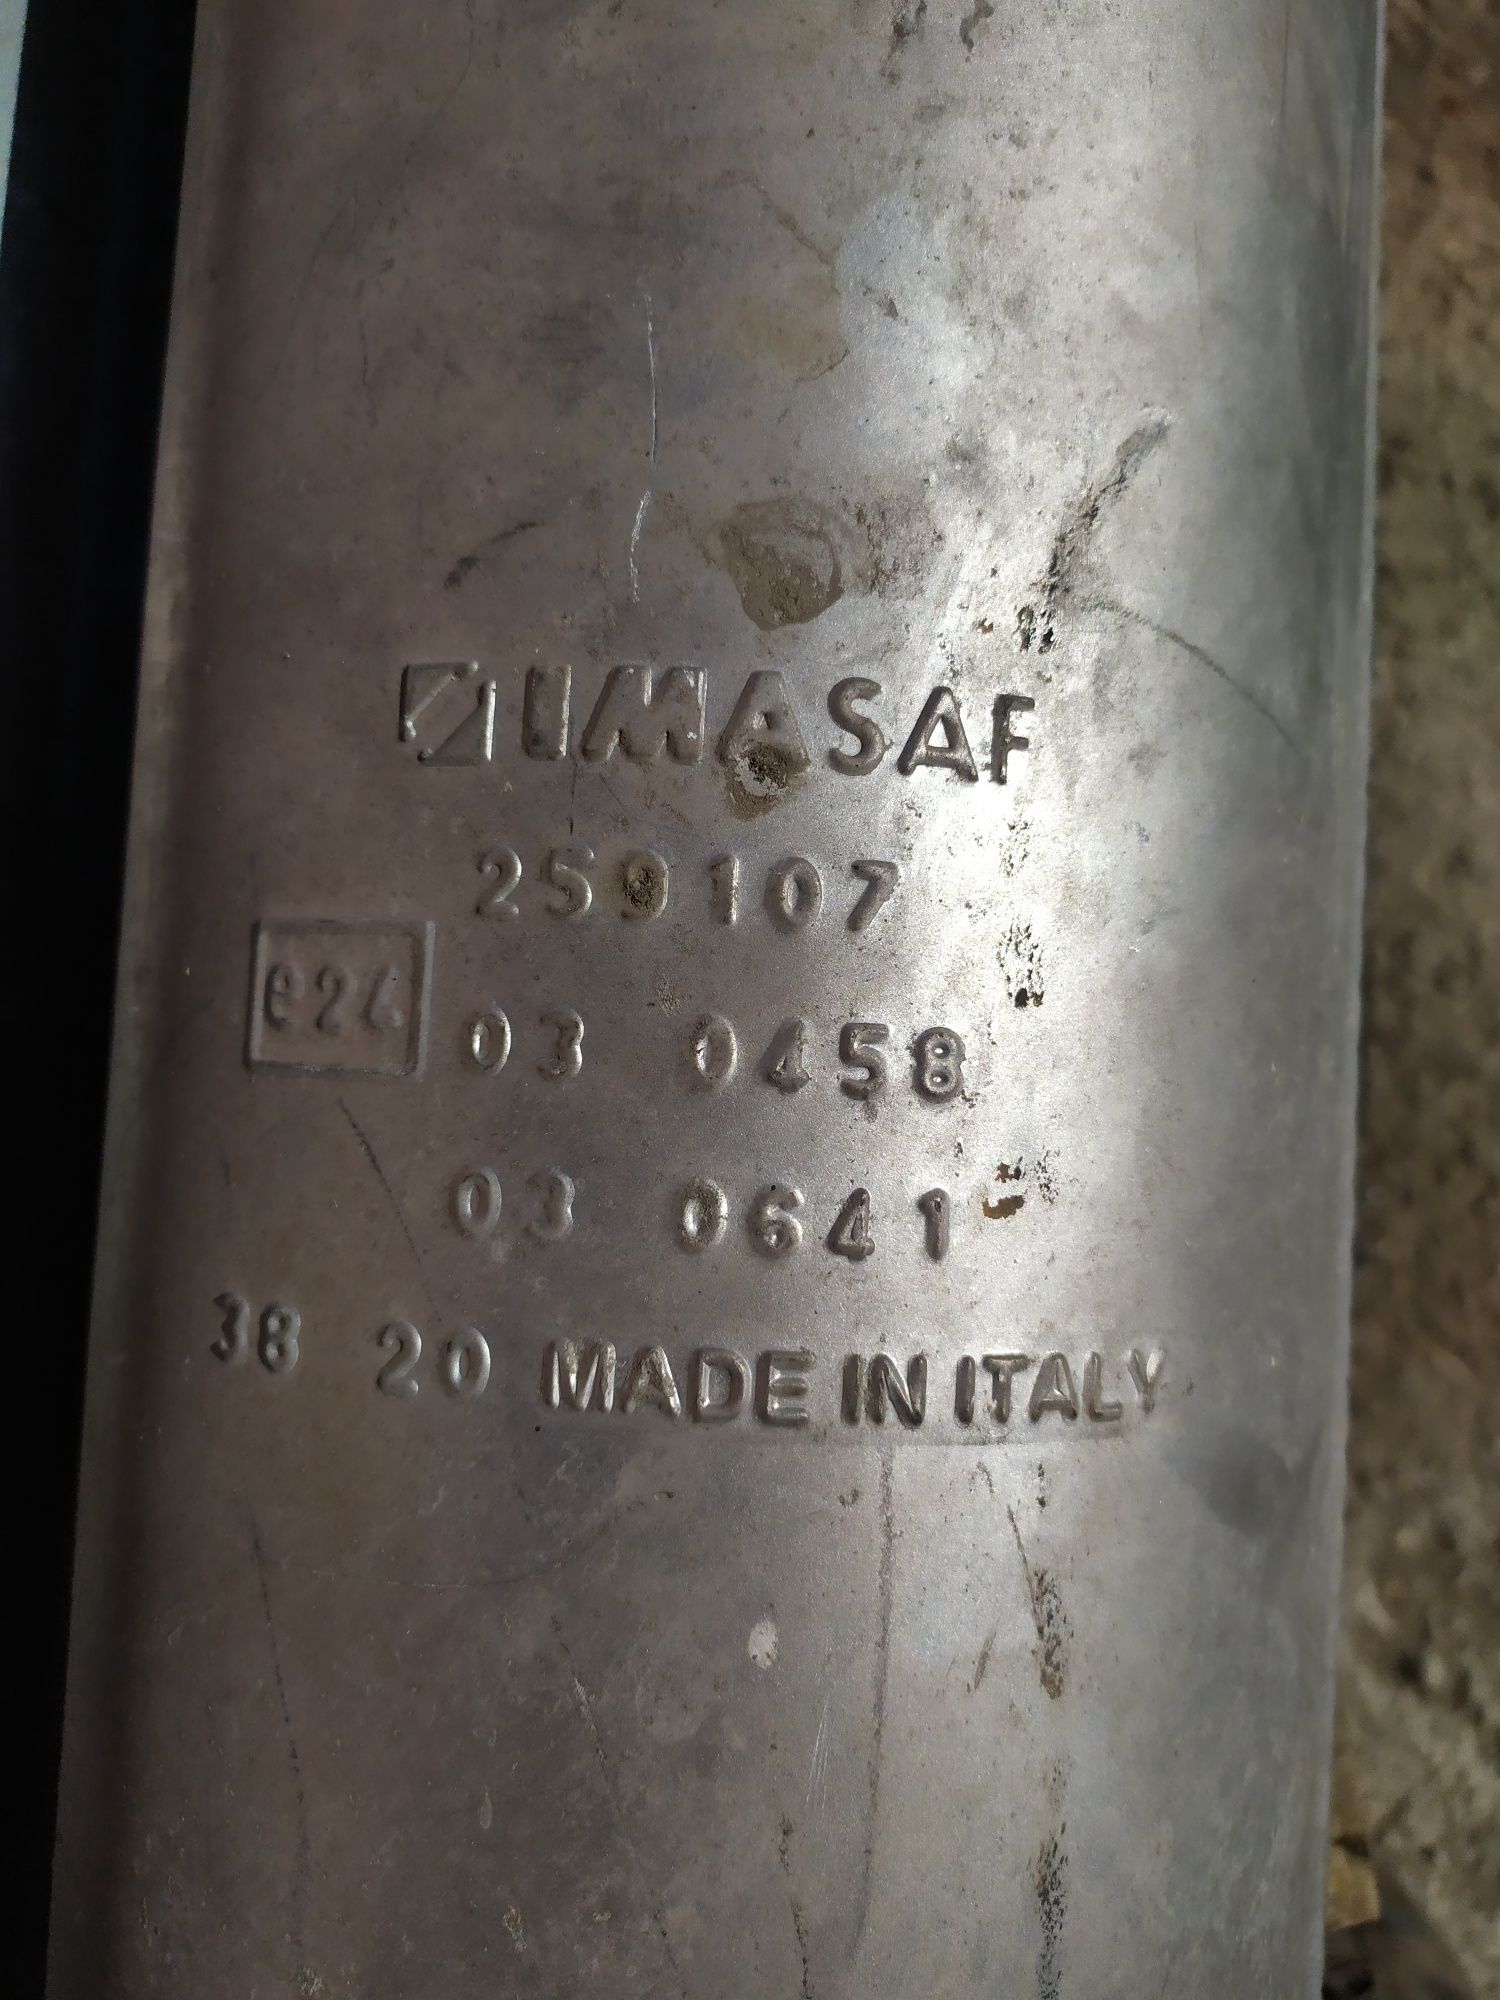 IMASAF
259107
e24 03 0458
03 0641
38 20 MADE IN ITALY